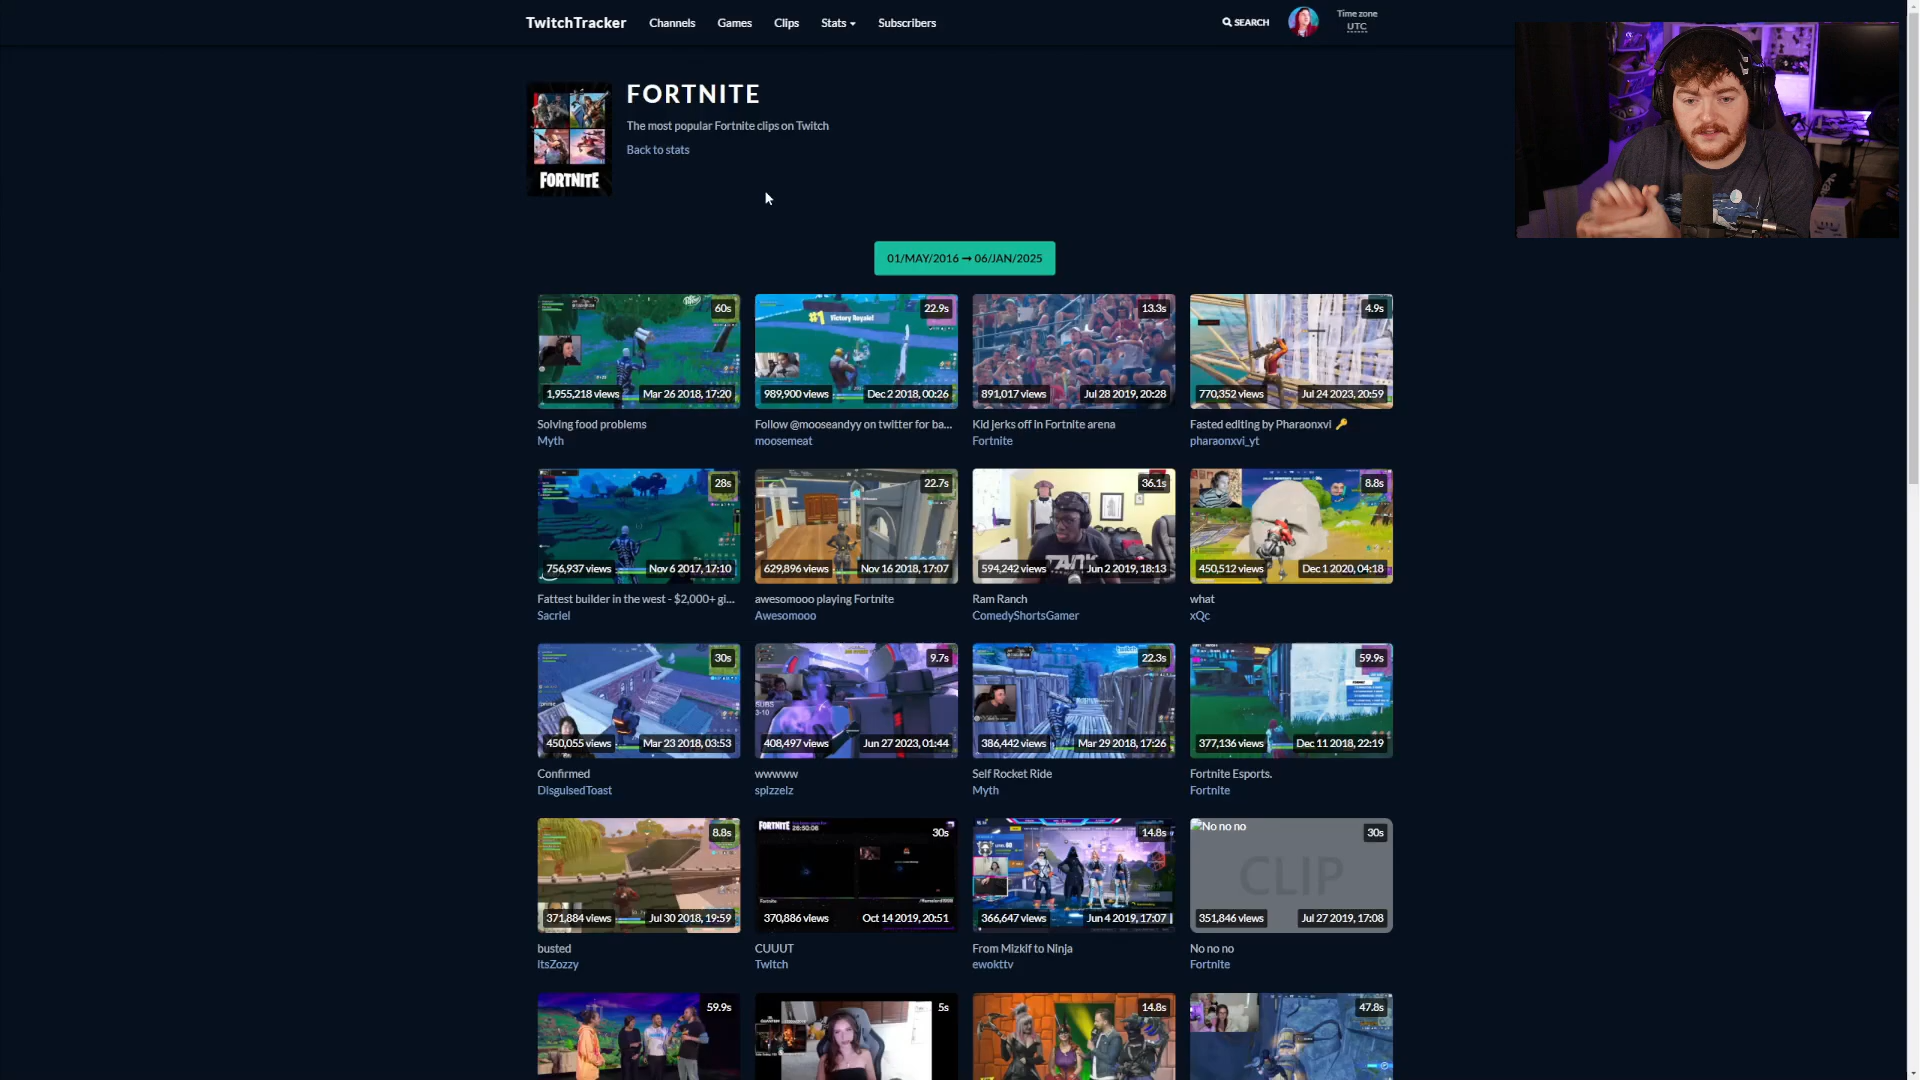 TwitchTracker Channels Games Clips Stats Subscribers SEARCH Time zone
UTC
FORTNITE
The most popular Fortnite clips on Twitch
Back to stats
FORTNITE
01/MAY/2016 → 06/JAN/2025
60s 22.9s 13.3s 4.9s
#1 Victory Royale!
1,955,218 views Mar 26 2018, 17:20 989,900 views Dec 2 2018, 00:26 891,017 views Jul 28 2019, 20:28 770,352 views Jul 24 2023, 20:59
Solving food problems Follow @mooseandyy on twitter for ba... Kid jerks off in Fortnite arena Fasted editing by Pharaonxvi 🔑
Myth moosemeat Fortnite pharaonxvi_yt
28s 22.7s 36.1s 8.8s
756,937 views Nov 6 2017, 17:10 629,896 views Nov 16 2018, 17:07 594,242 views Jun 2 2019, 18:13 450,512 views Dec 1 2020, 04:18
Fattest builder in the west - $2,000+ gi... awesomooo playing Fortnite Ram Ranch what
Sacriel Awesomooo ComedyShortsGamer xQc
30s 9.7s 22.3s 59.9s
450,055 views Mar 23 2018, 03:53 408,497 views Jun 27 2023, 01:44 386,442 views Mar 29 2018, 17:26 377,136 views Dec 11 2018, 22:19
Confirmed wwwww Self Rocket Ride Fortnite Esports.
DisguisedToast spizzeiz Myth Fortnite
8.8s 30s 14.8s 30s
FORTNITE
No no no
CLIP
371,884 views Jul 30 2018, 19:59 370,886 views Oct 14 2019, 20:51 366,647 views Jun 4 2019, 17:07 351,846 views Jul 27 2019, 17:08
busted CUUUT From Mizkif to Ninja No no no
ItsZozzy Twitch ewokttv Fortnite
59.9s 5s 14.8s 47.8s